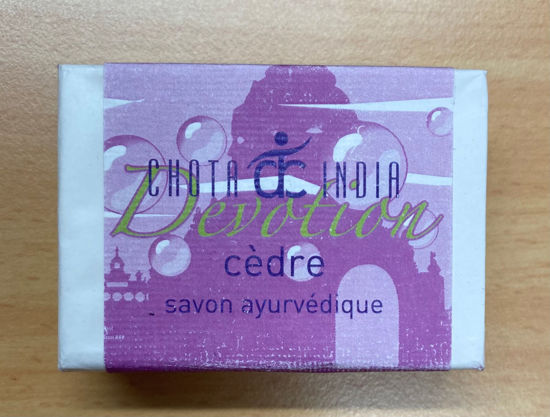 CHOTA INDIA
Devotion
cèdre
savon ayurvédique